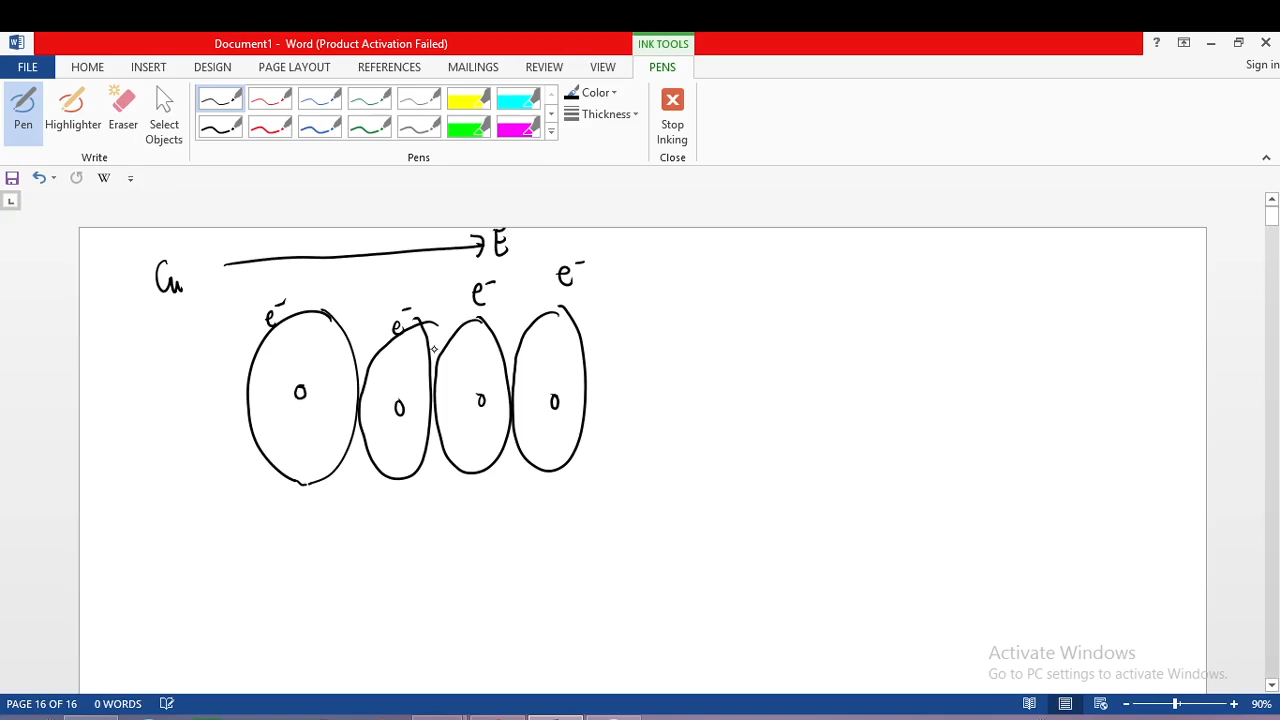 Document1 - Word (Product Activation Failed)
INK TOOLS
?
FILE HOME INSERT DESIGN PAGE LAYOUT REFERENCES MAILINGS REVIEW VIEW PENS
Sign in
Pen Highlighter Eraser Select Objects
Color
Thickness
Stop Inking
Write Pens Close
W
E
Cu
e⁻ e⁻ e⁻ e⁻
Activate Windows
Go to PC settings to activate Windows.
PAGE 16 OF 16 0 WORDS 90%